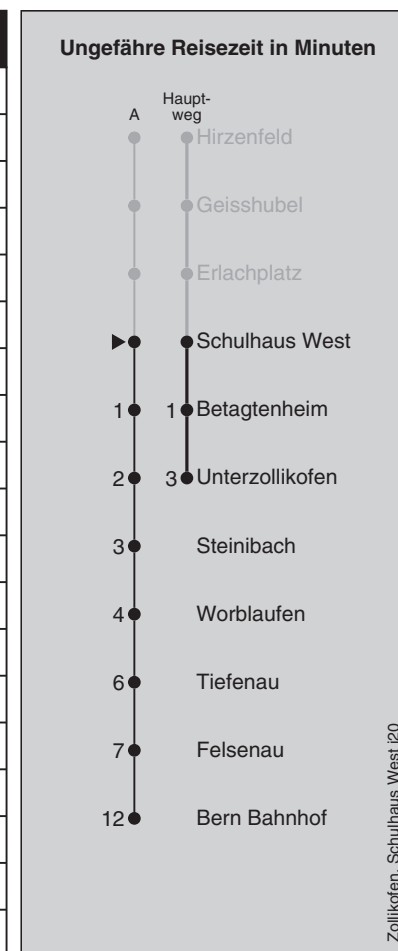 Ungefähre Reisezeit in Minuten
A
Haupt-
weg
Hirzenfeld
Geisshubel
Erlachplatz
Schulhaus West
1 1 Betagtenheim
2 3 Unterzollikofen
3 Steinibach
4 Worblaufen
6 Tiefenau
7 Felsenau
12 Bern Bahnhof
Zollikofen, Schulhaus West j20